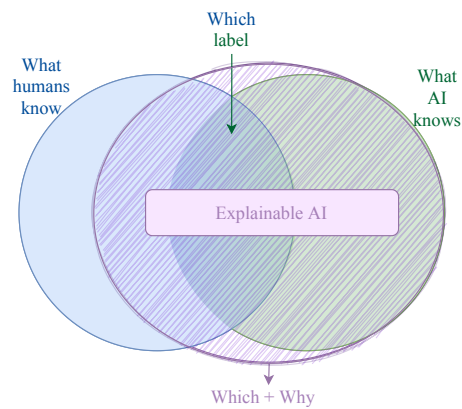 Which
label
What
humans
know
What
AI
knows
Explainable AI
Which + Why